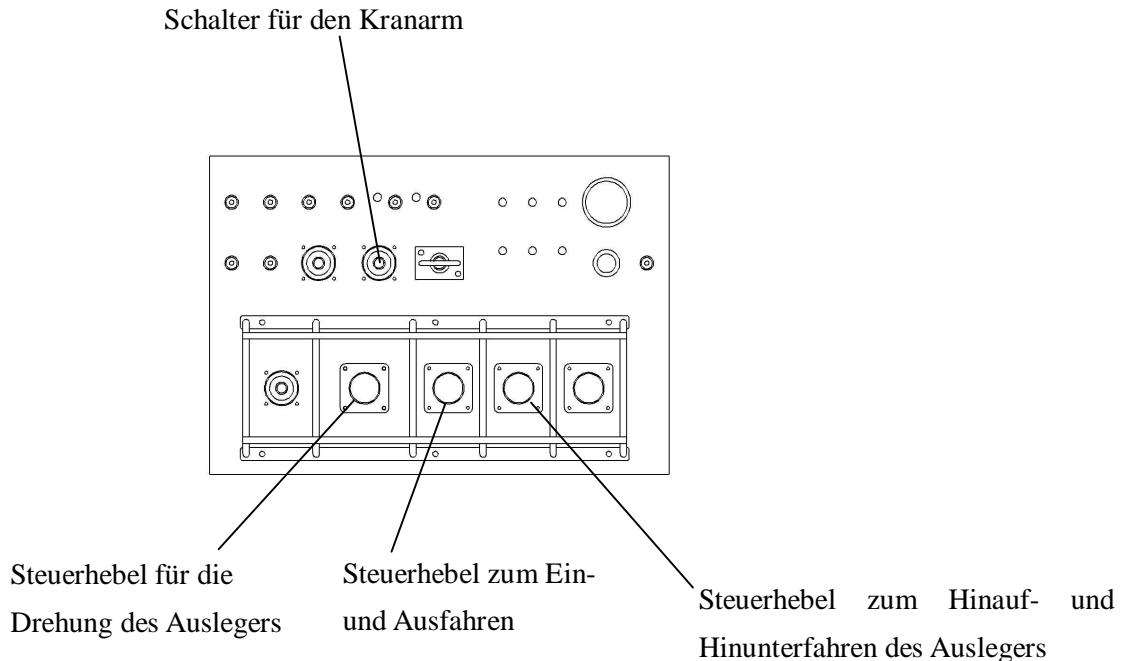 Schalter für den Kranarm
Steuerhebel für die
Drehung des Auslegers
Steuerhebel zum Ein-
und Ausfahren
Steuerhebel zum Hinauf- und
Hinunterfahren des Auslegers